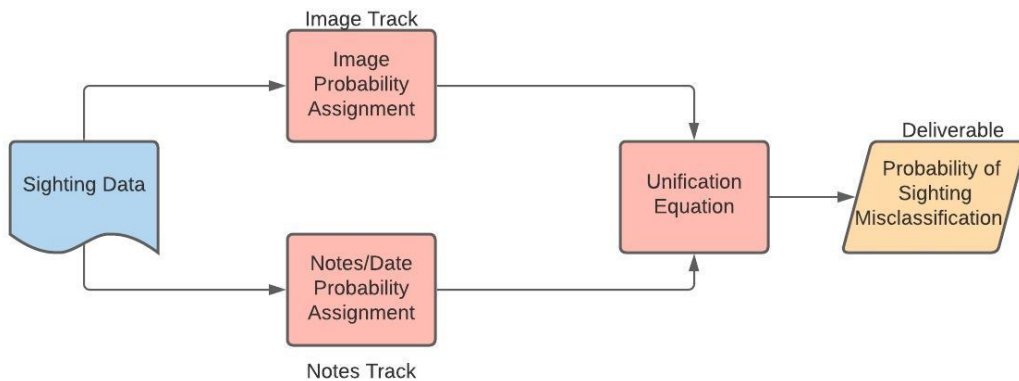 Image Track
Image
Probability
Assignment
Sighting Data
Notes/Date
Probability
Assignment
Notes Track
Unification
Equation
Deliverable
Probability of
Sighting
Misclassification